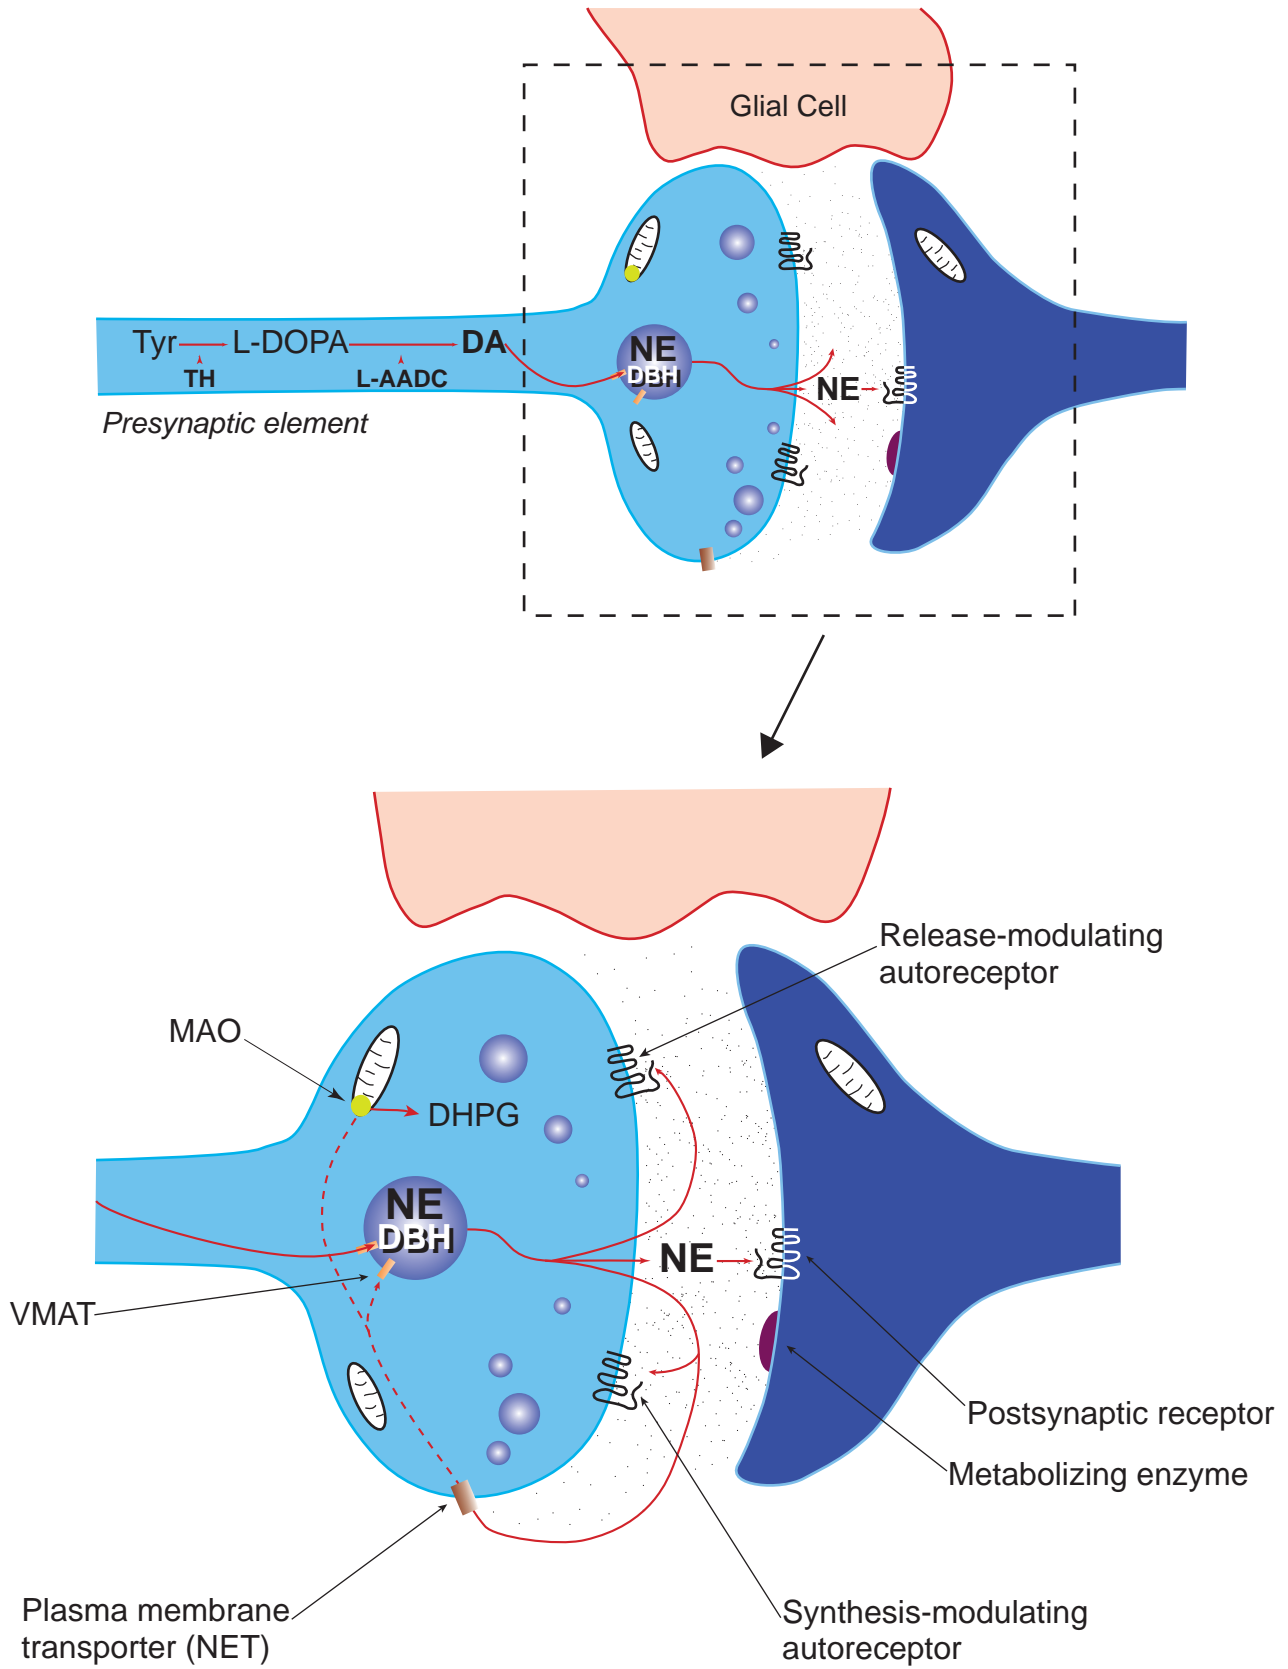 Glial Cell
Tyr L-DOPA DA
TH L-AADC
NE
DBH
NE
Presynaptic element
Release-modulating
autoreceptor
MAO
DHPG
NE
DBH
NE
VMAT
Postsynaptic receptor
Metabolizing enzyme
Plasma membrane
transporter (NET)
Synthesis-modulating
autoreceptor